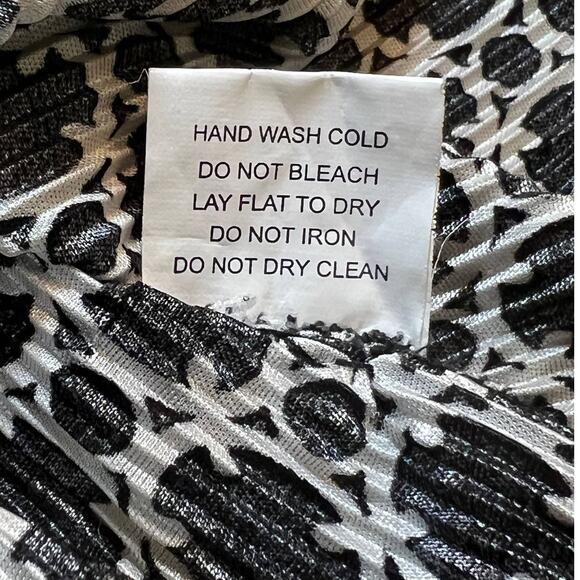 HAND WASH COLD
DO NOT BLEACH
LAY FLAT TO DRY
DO NOT IRON
DO NOT DRY CLEAN